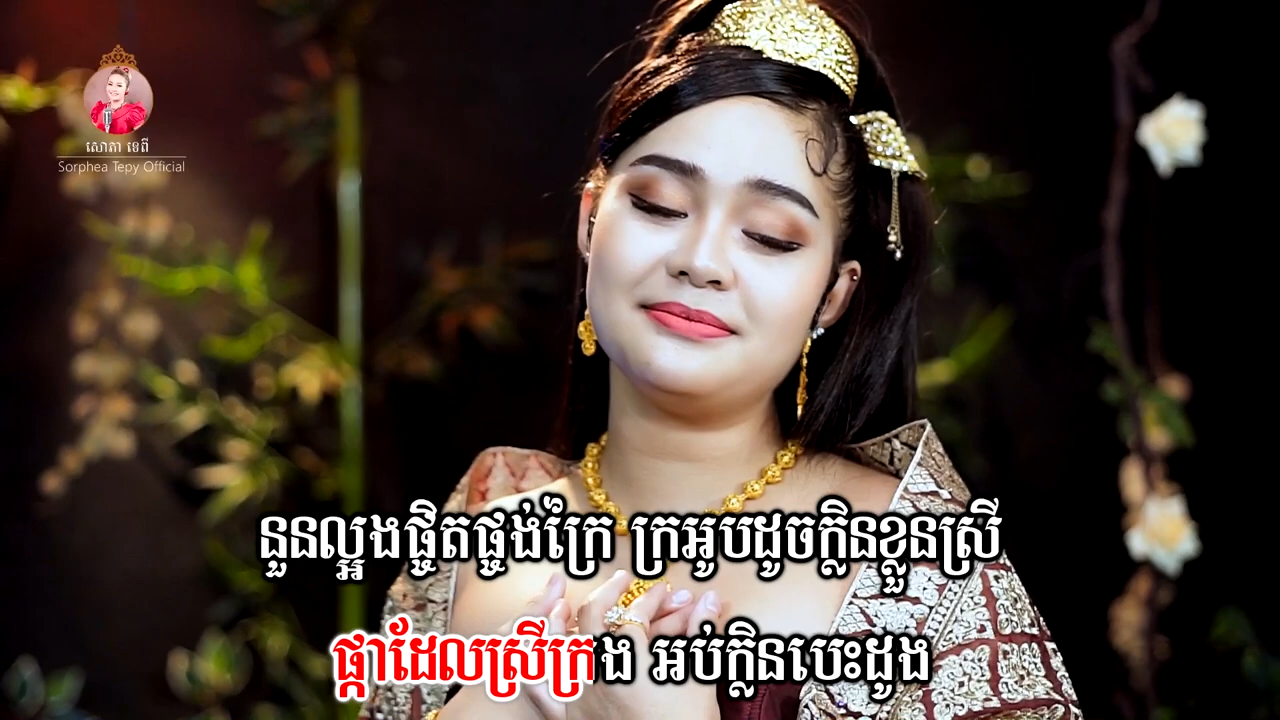 សោភា ទេពី
Sorphea Tepy Official
នួនល្អងផ្ចិតផ្ចង់ក្រៃ ក្រអូបដូចក្លិនខ្លួនស្រី
ផ្កាដែលស្រីក្រង អប់ក្លិនបេះដូង